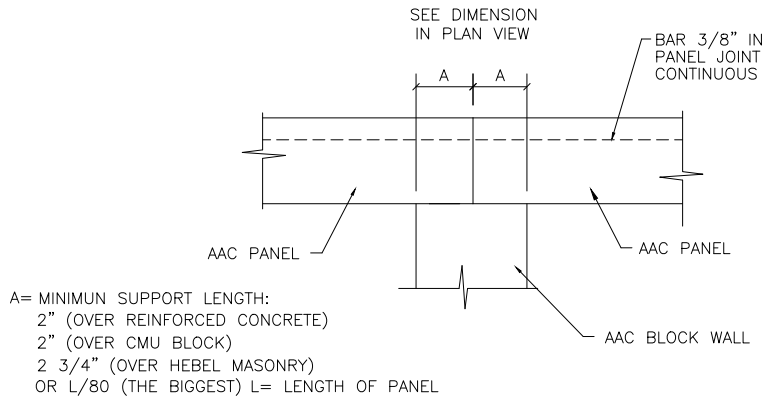 SEE DIMENSION
IN PLAN VIEW
BAR 3/8" IN
PANEL JOINT
CONTINUOUS
A A
AAC PANEL
AAC PANEL
A= MINIMUN SUPPORT LENGTH:
2" (OVER REINFORCED CONCRETE)
2" (OVER CMU BLOCK)
2 3/4" (OVER HEBEL MASONRY)
OR L/80 (THE BIGGEST) L= LENGTH OF PANEL
AAC BLOCK WALL